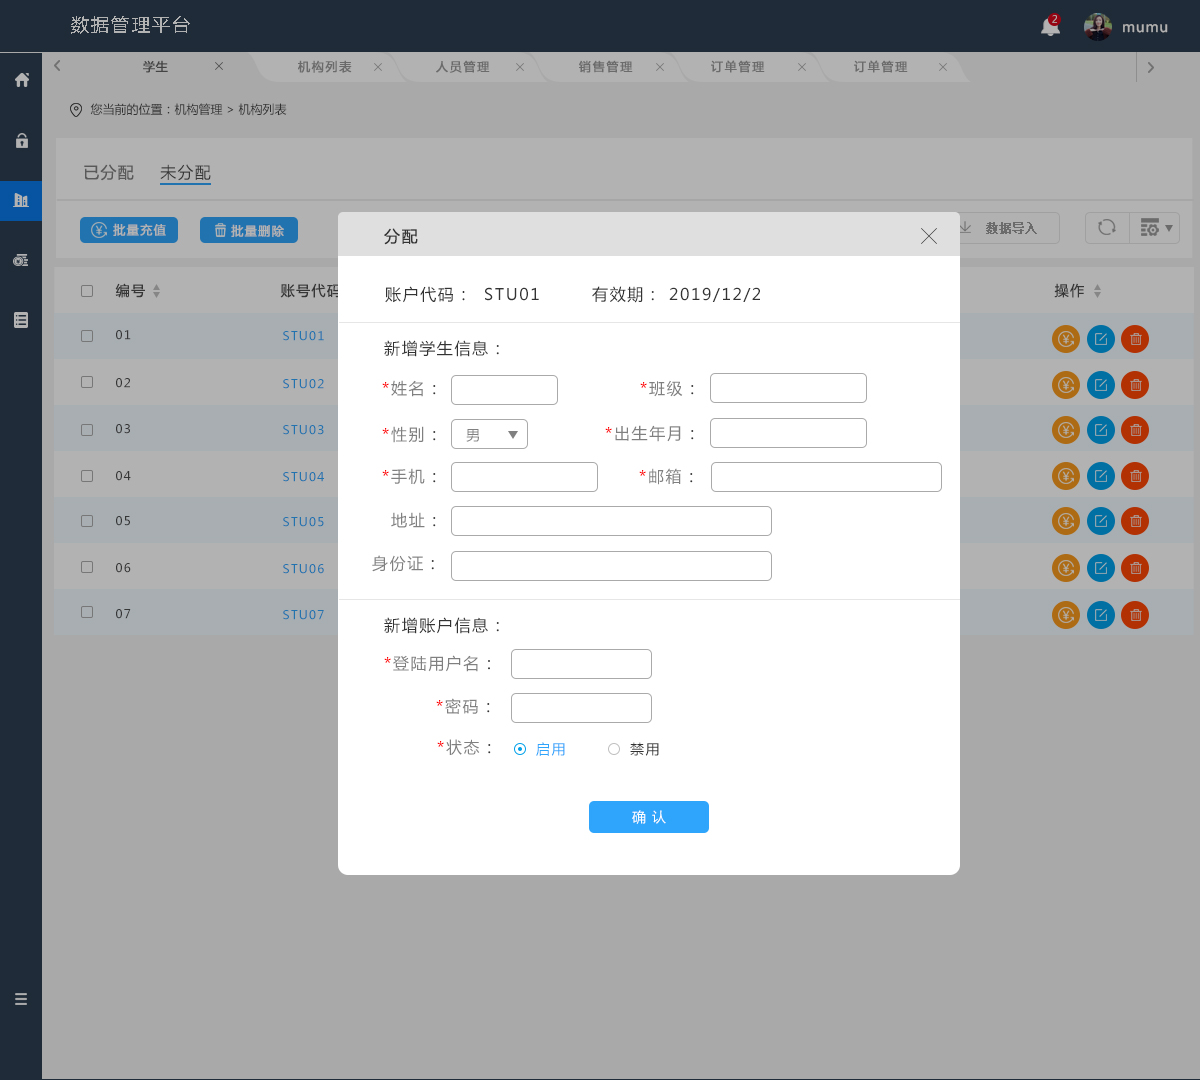 数据管理平台
2
mumu
学生 × 机构列表 × 人员管理 × 销售管理 × 订单管理 × 订单管理 ×
您当前的位置：机构管理 > 机构列表
已分配 未分配
批量充值 批量删除 数据导入
编号 账号代码 操作
01 STU01
02 STU02
03 STU03
04 STU04
05 STU05
06 STU06
07 STU07
分配
账户代码： STU01 有效期： 2019/12/2
新增学生信息：
*姓名： *班级：
*性别： 男 *出生年月：
*手机： *邮箱：
地址：
身份证：
新增账户信息：
*登陆用户名：
*密码：
*状态： 启用 禁用
确认